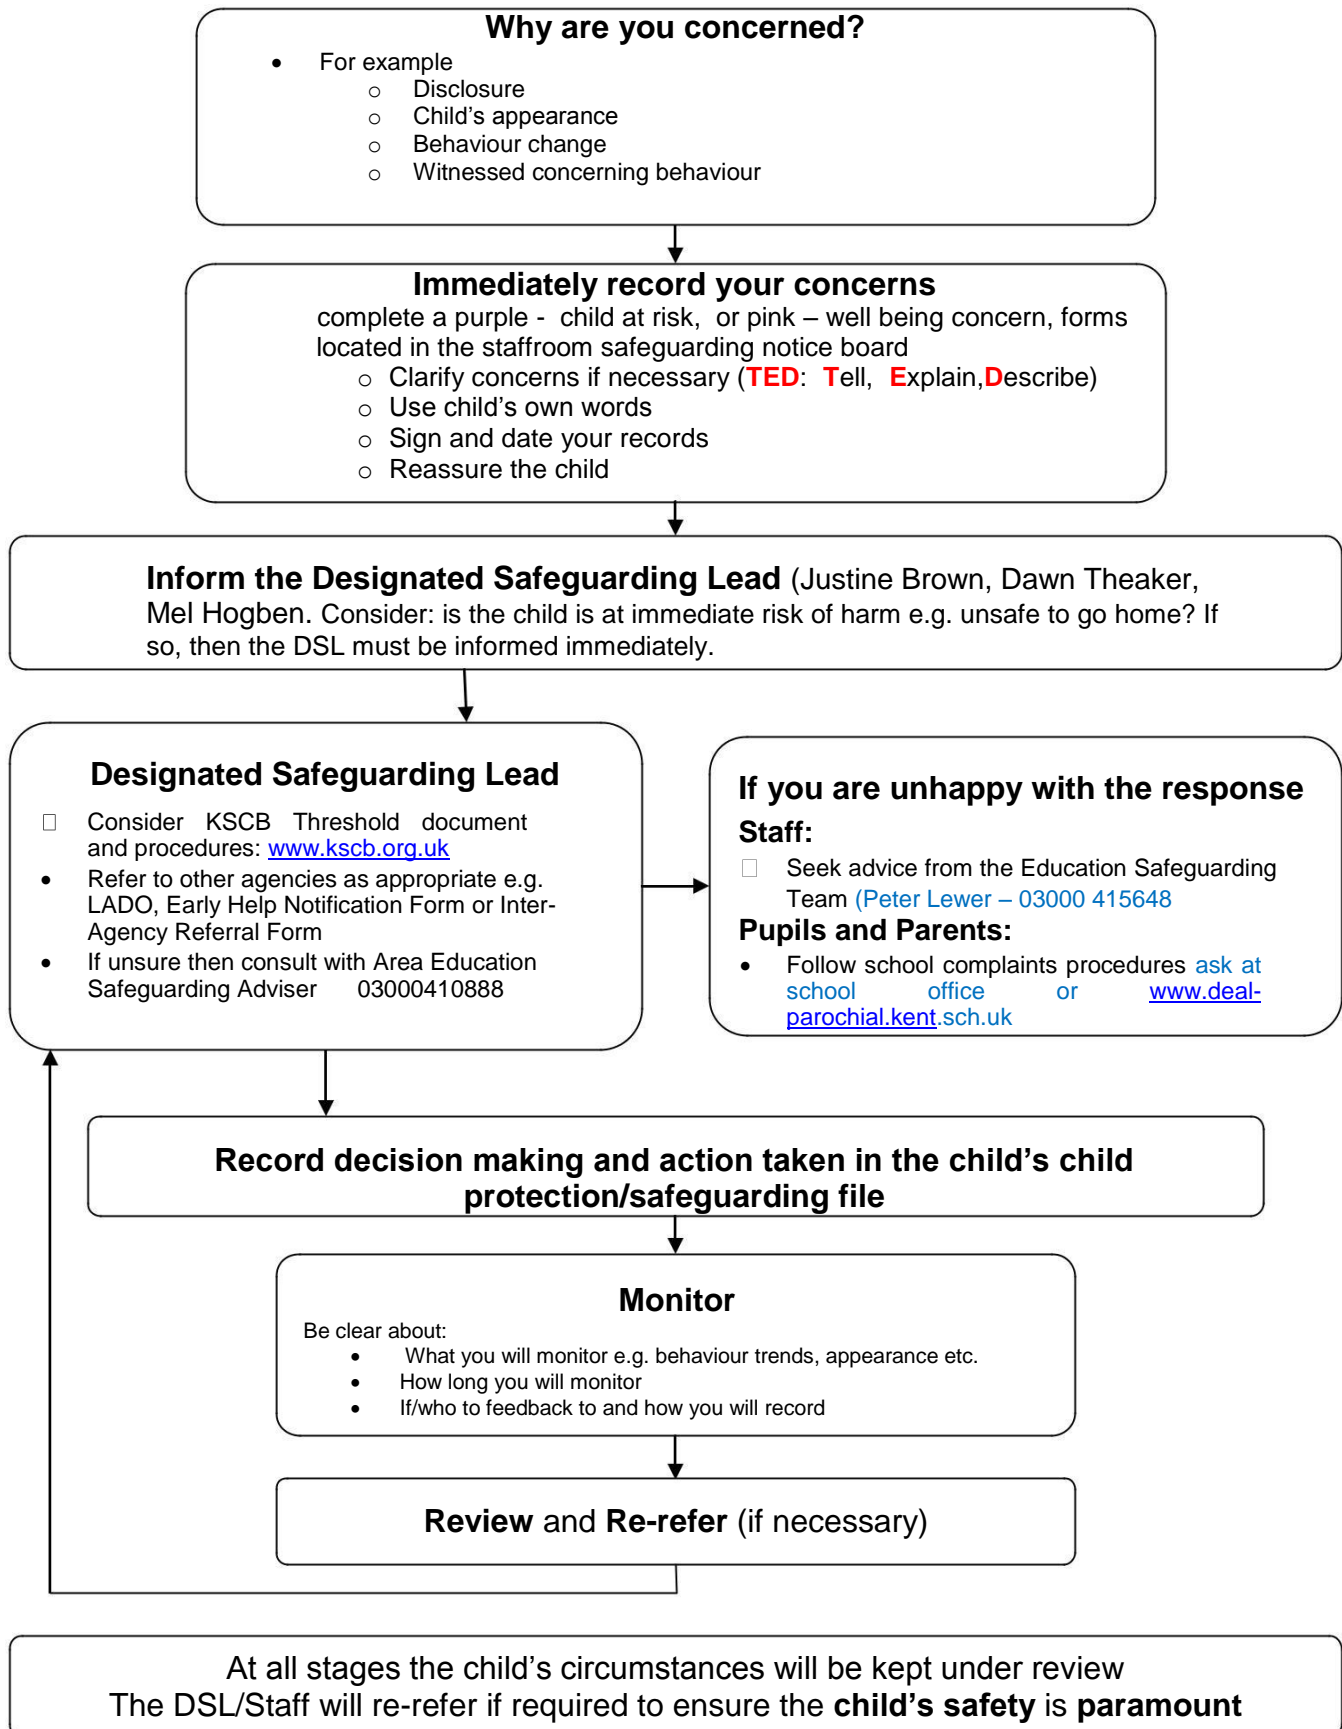 Why are you concerned?
• For example
o Disclosure
o Child's appearance
o Behaviour change
o Witnessed concerning behaviour
Immediately record your concerns
complete a purple - child at risk, or pink – well being concern, forms
located in the staffroom safeguarding notice board
o Clarify concerns if necessary (TED: Tell, Explain,Describe)
o Use child's own words
o Sign and date your records
o Reassure the child
Inform the Designated Safeguarding Lead (Justine Brown, Dawn Theaker,
Mel Hogben. Consider: is the child is at immediate risk of harm e.g. unsafe to go home? If
so, then the DSL must be informed immediately.
Designated Safeguarding Lead
Consider KSCB Threshold document
and procedures: www.kscb.org.uk
• Refer to other agencies as appropriate e.g.
LADO, Early Help Notification Form or Inter-
Agency Referral Form
• If unsure then consult with Area Education
Safeguarding Adviser 03000410888
If you are unhappy with the response
Staff:
Seek advice from the Education Safeguarding
Team (Peter Lewer – 03000 415648
Pupils and Parents:
• Follow school complaints procedures ask at
school office or www.deal-
parochial.kent.sch.uk
Record decision making and action taken in the child's child
protection/safeguarding file
Monitor
Be clear about:
• What you will monitor e.g. behaviour trends, appearance etc.
• How long you will monitor
• If/who to feedback to and how you will record
Review and Re-refer (if necessary)
At all stages the child's circumstances will be kept under review
The DSL/Staff will re-refer if required to ensure the child's safety is paramount